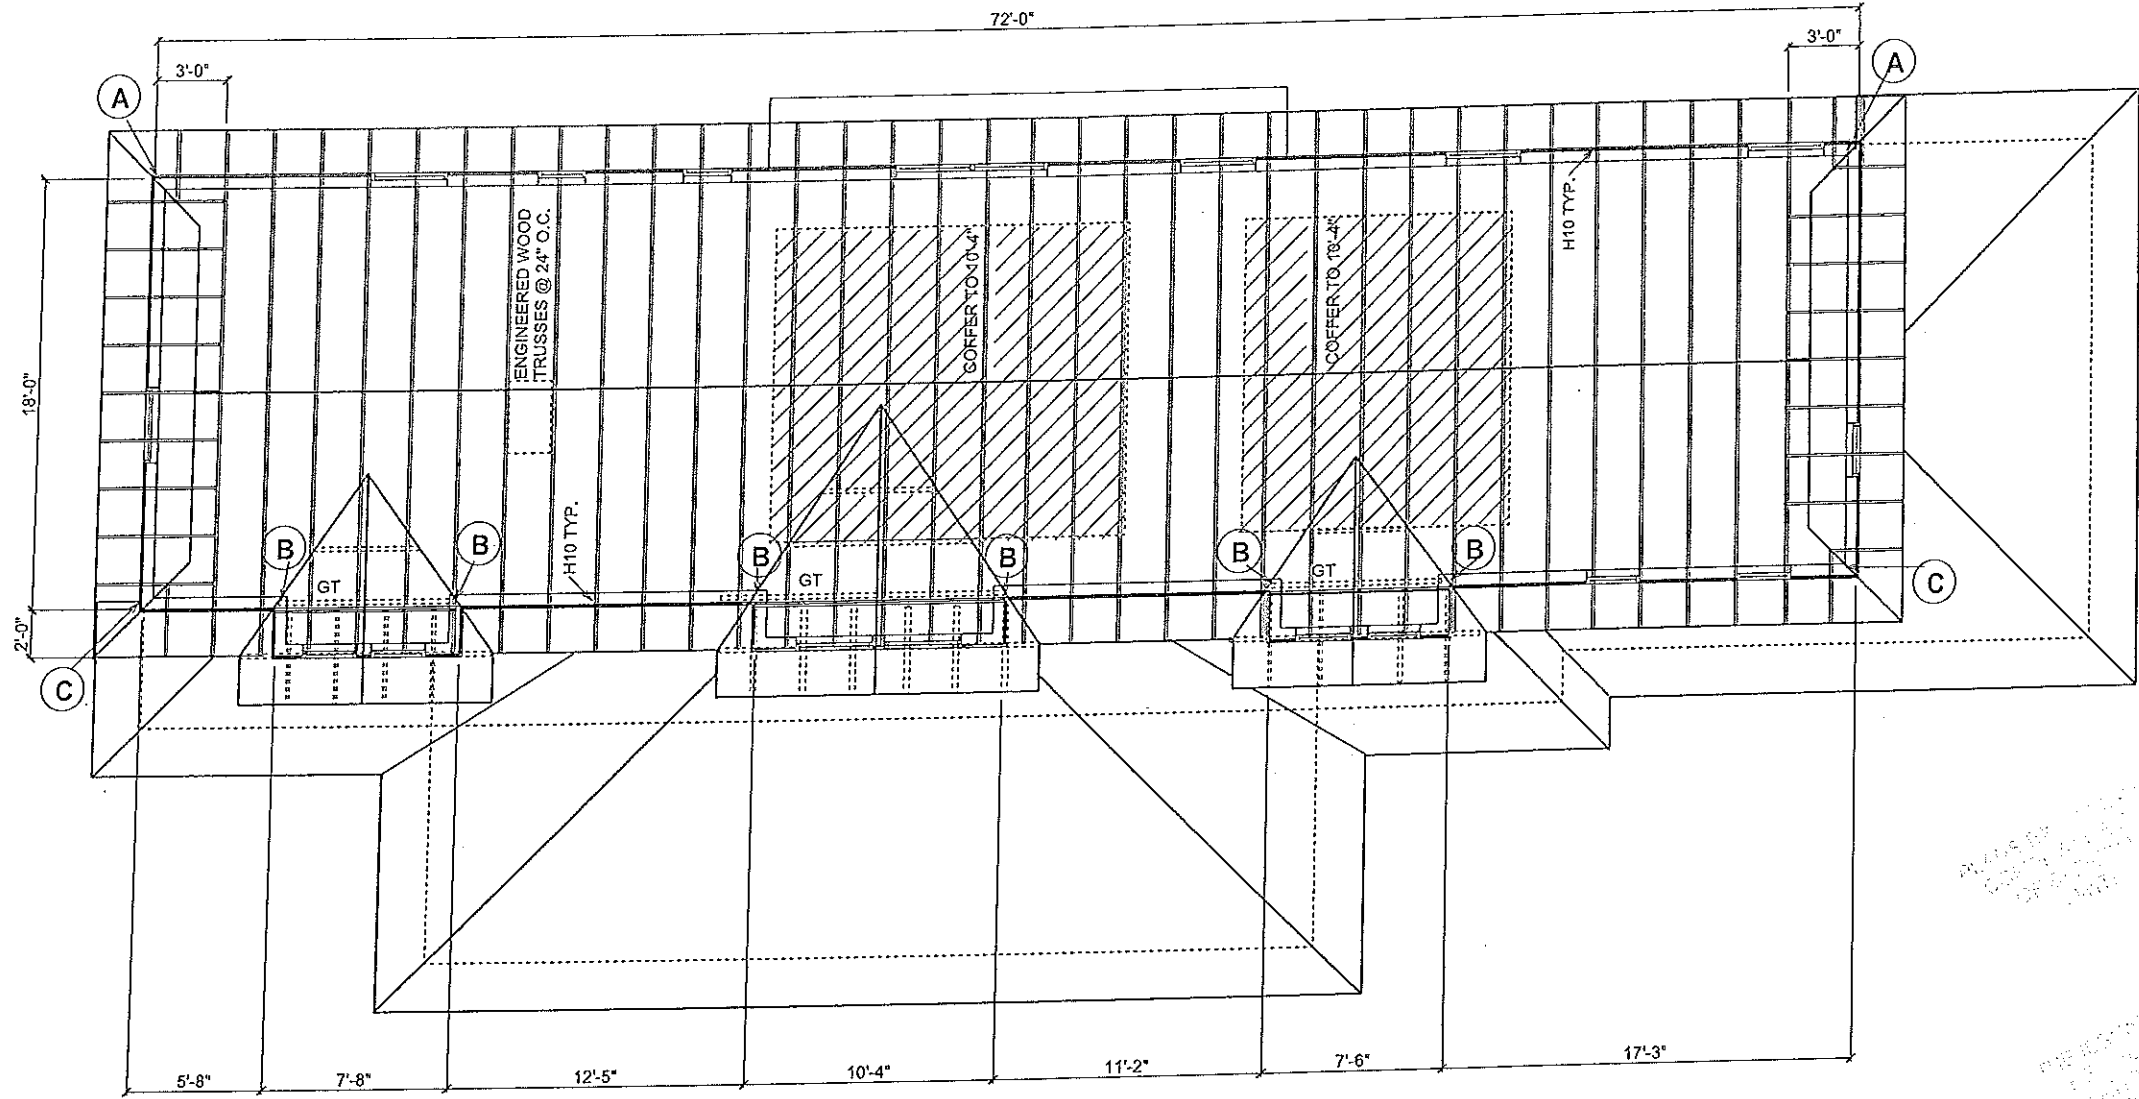 72'-0"
3'-0"
3'-0"
A
A
ENGINEERED WOOD
TRUSSES @ 24" O.C.
COFFER TO 10'-4"
COFFER TO 10'-4"
H10 TYP.
18'-0"
H10 TYP.
B
B
B
B
B
B
GT
GT
GT
2'-0"
C
C
5'-8"
7'-8"
12'-5"
10'-4"
11'-2"
7'-6"
17'-3"